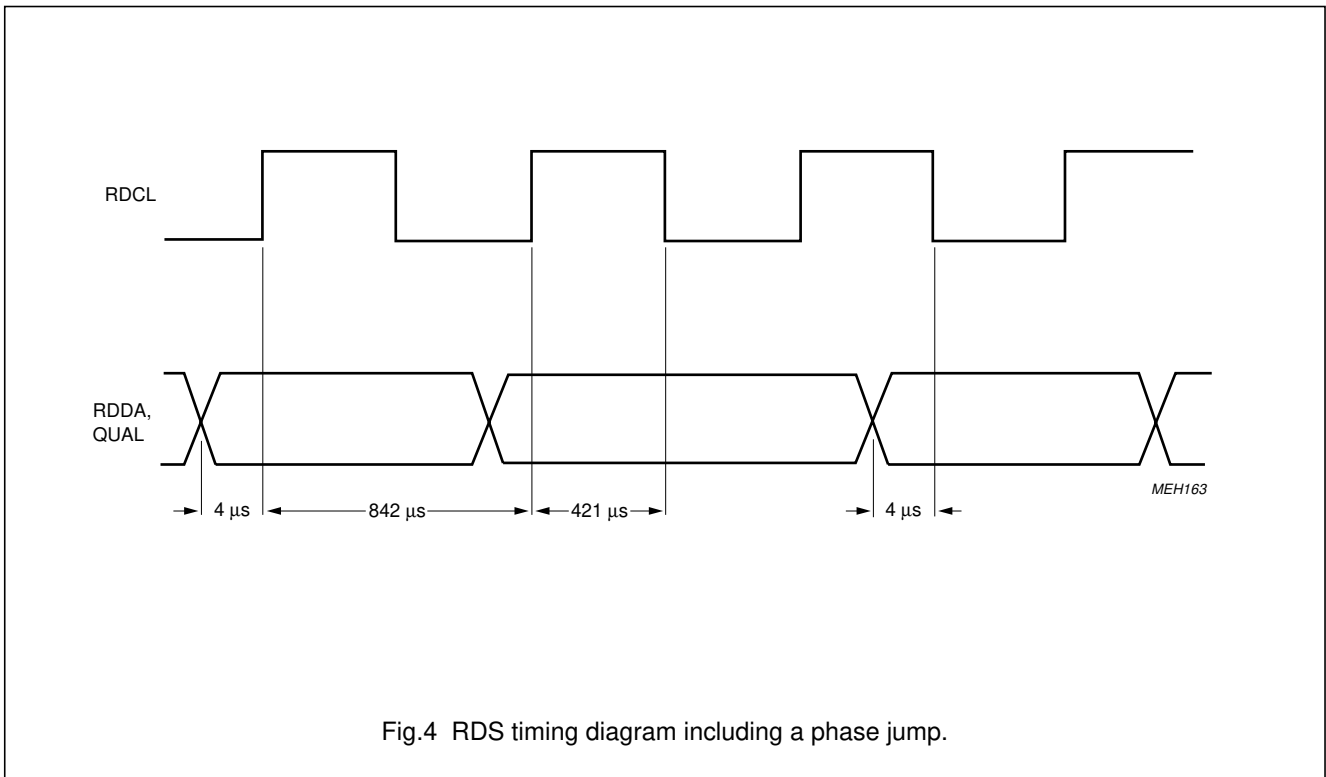 RDCL
RDDA,
QUAL
MEH163
4 µs
842 µs
421 µs
4 µs
Fig.4 RDS timing diagram including a phase jump.